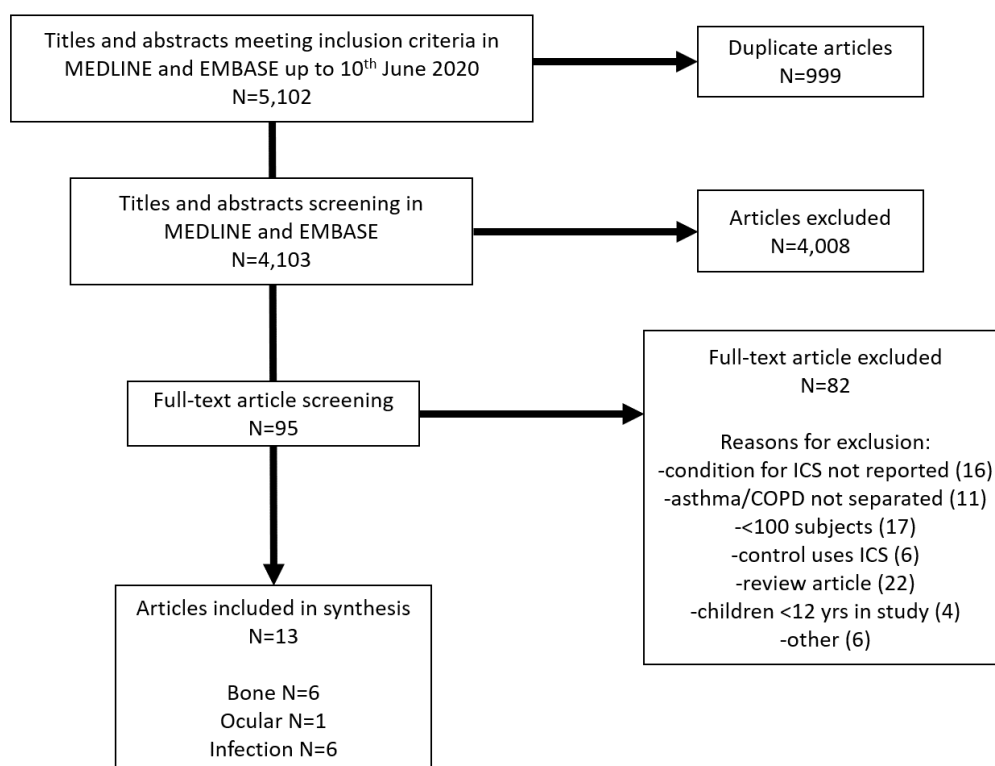 Titles and abstracts meeting inclusion criteria in
MEDLINE and EMBASE up to 10th June 2020
N=5,102
Duplicate articles
N=999
Titles and abstracts screening in
MEDLINE and EMBASE
N=4,103
Articles excluded
N=4,008
Full-text article screening
N=95
Full-text article excluded
N=82
Reasons for exclusion:
-condition for ICS not reported (16)
-asthma/COPD not separated (11)
-<100 subjects (17)
-control uses ICS (6)
-review article (22)
-children <12 yrs in study (4)
-other (6)
Articles included in synthesis
N=13
Bone N=6
Ocular N=1
Infection N=6